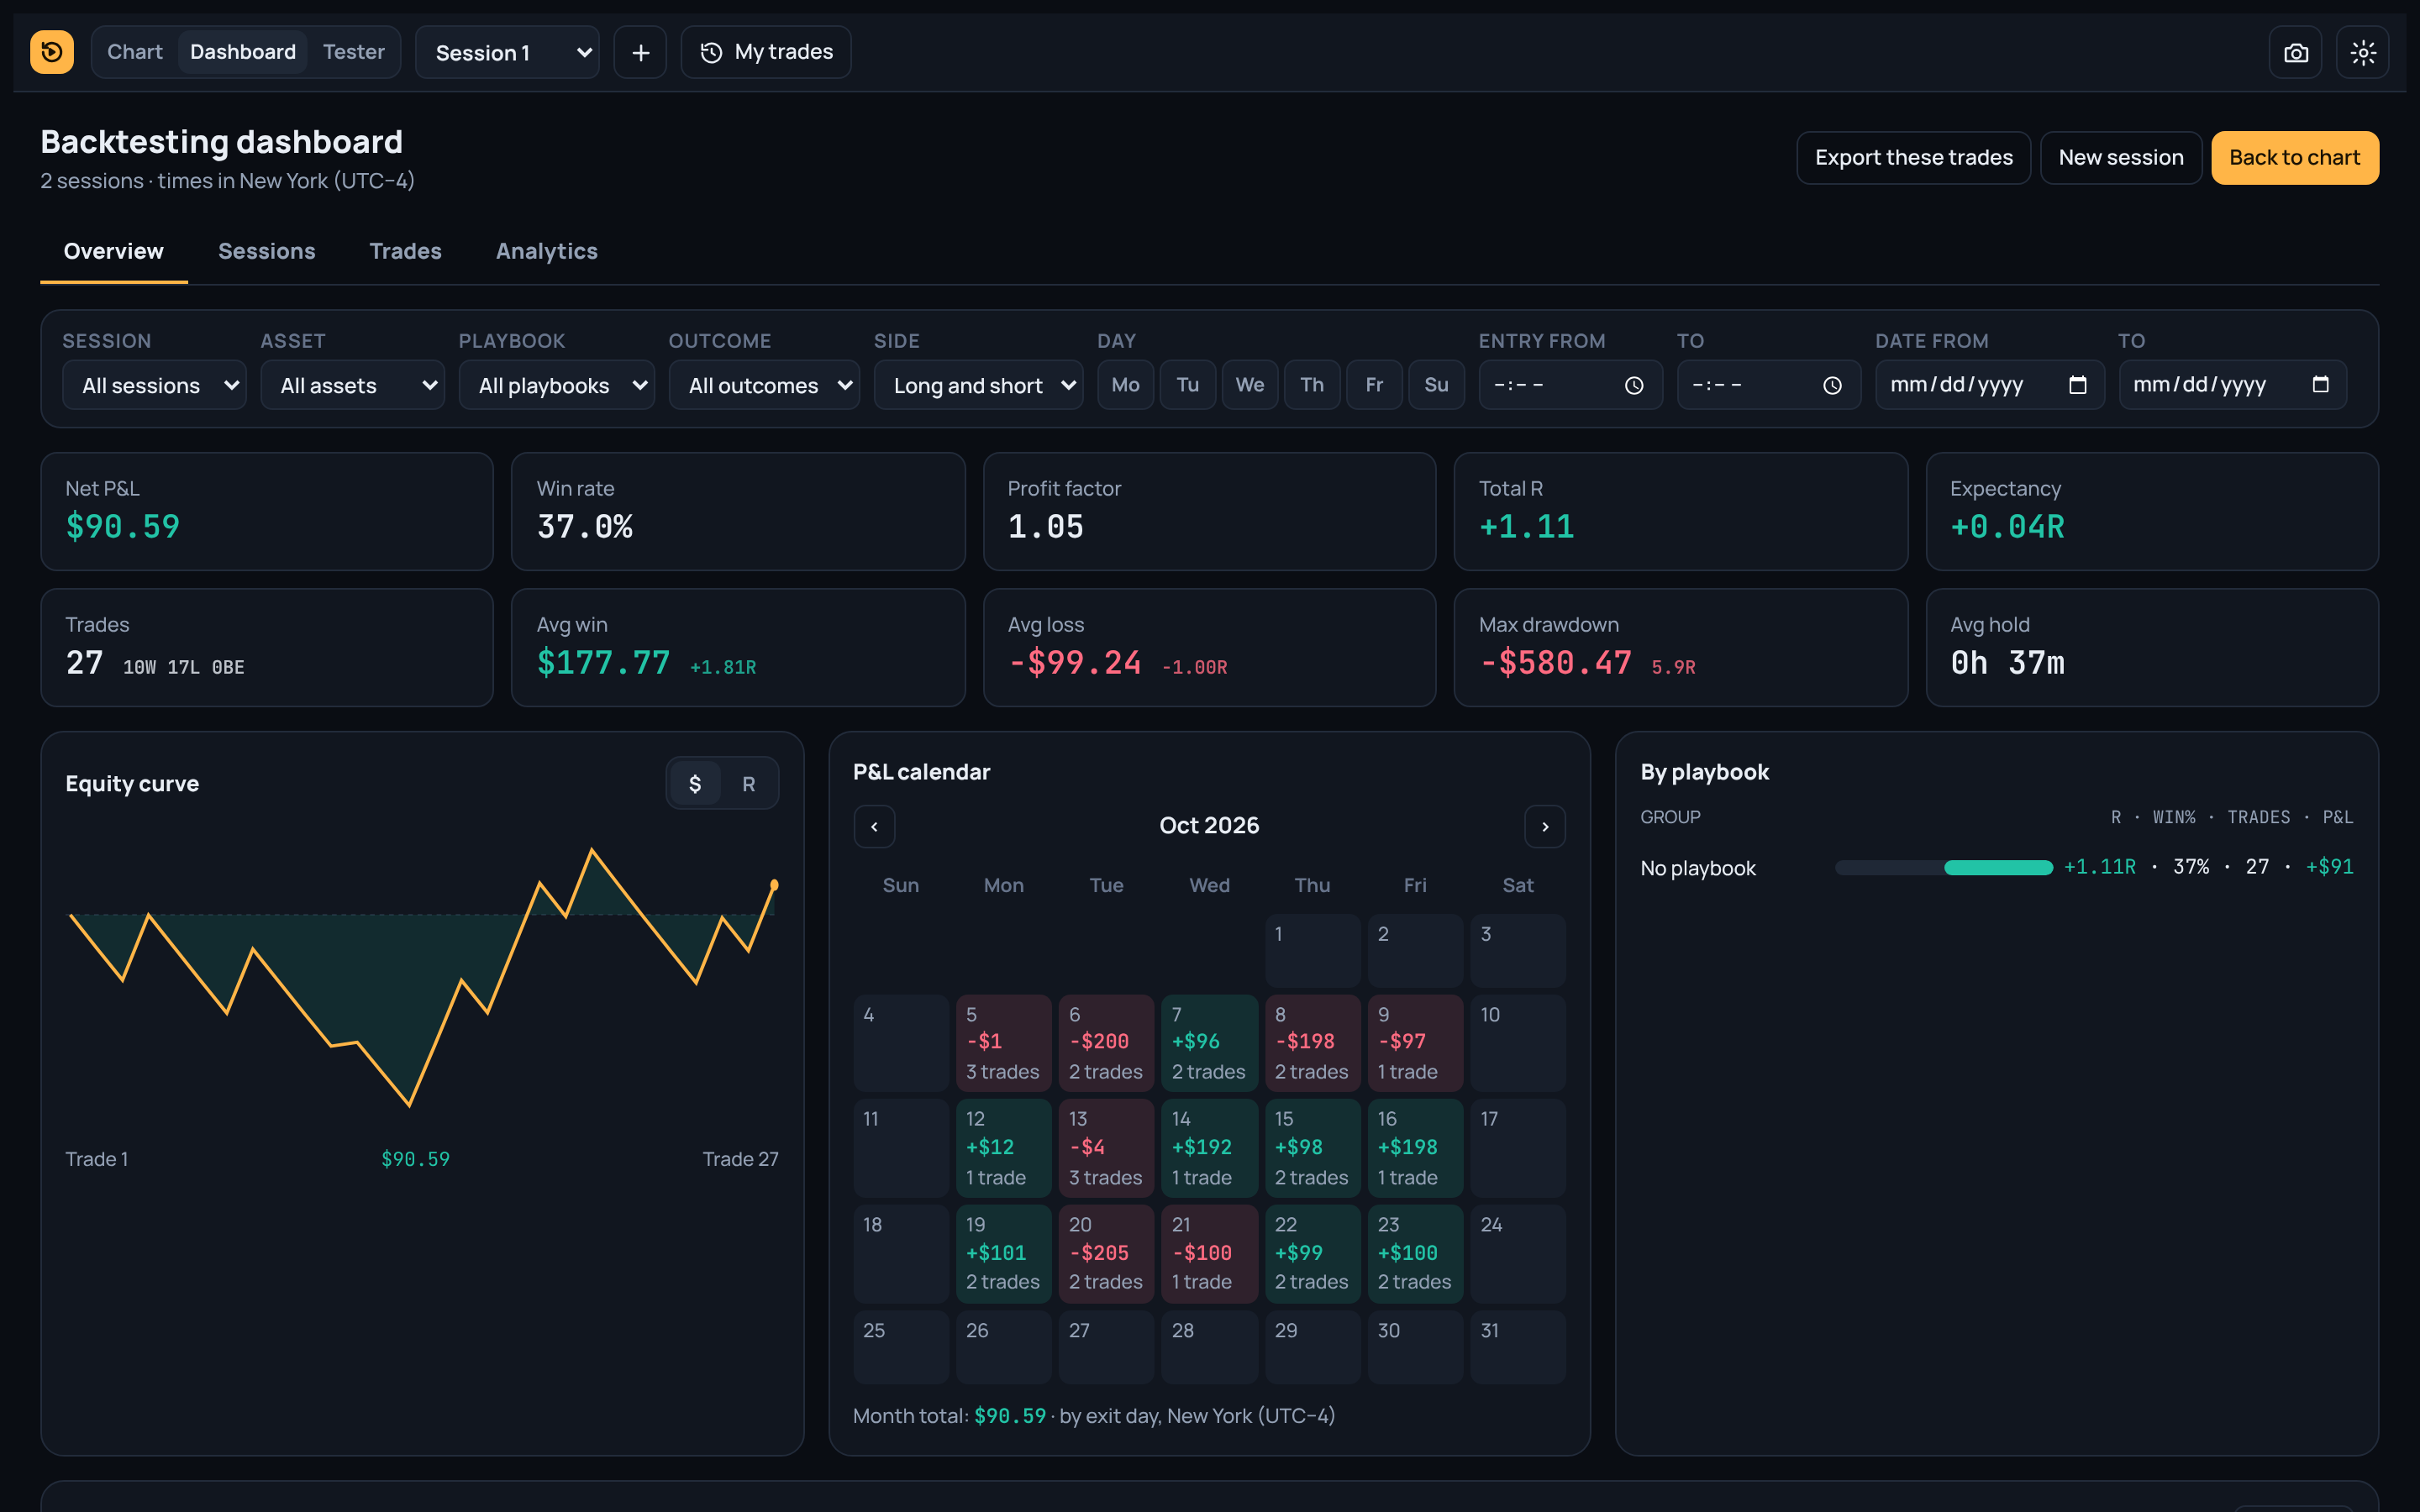 Chart Dashboard Tester Session 1 + My trades
Backtesting dashboard
2 sessions · times in New York (UTC−4)
Export these trades New session Back to chart
Overview Sessions Trades Analytics
SESSION ASSET PLAYBOOK OUTCOME SIDE DAY ENTRY FROM TO DATE FROM TO
All sessions All assets All playbooks All outcomes Long and short Mo Tu We Th Fr Su --:-- --:-- mm/dd/yyyy mm/dd/yyyy
Net P&L Win rate Profit factor Total R Expectancy
$90.59 37.0% 1.05 +1.11 +0.04R
Trades Avg win Avg loss Max drawdown Avg hold
27 10W 17L 0BE $177.77 +1.81R -$99.24 -1.00R -$580.47 5.9R 0h 37m
Equity curve
$ R
Trade 1 $90.59 Trade 27
P&L calendar
‹ Oct 2026 ›
Sun Mon Tue Wed Thu Fri Sat
1 2 3
4 5 6 7 8 9 10
-$1 -$200 +$96 -$198 -$97
3 trades 2 trades 2 trades 2 trades 1 trade
11 12 13 14 15 16 17
+$12 -$4 +$192 +$98 +$198
1 trade 3 trades 1 trade 2 trades 1 trade
18 19 20 21 22 23 24
+$101 -$205 -$100 +$99 +$100
2 trades 2 trades 1 trade 2 trades 2 trades
25 26 27 28 29 30 31
Month total: $90.59 · by exit day, New York (UTC−4)
By playbook
GROUP R · WIN% · TRADES · P&L
No playbook +1.11R · 37% · 27 · +$91